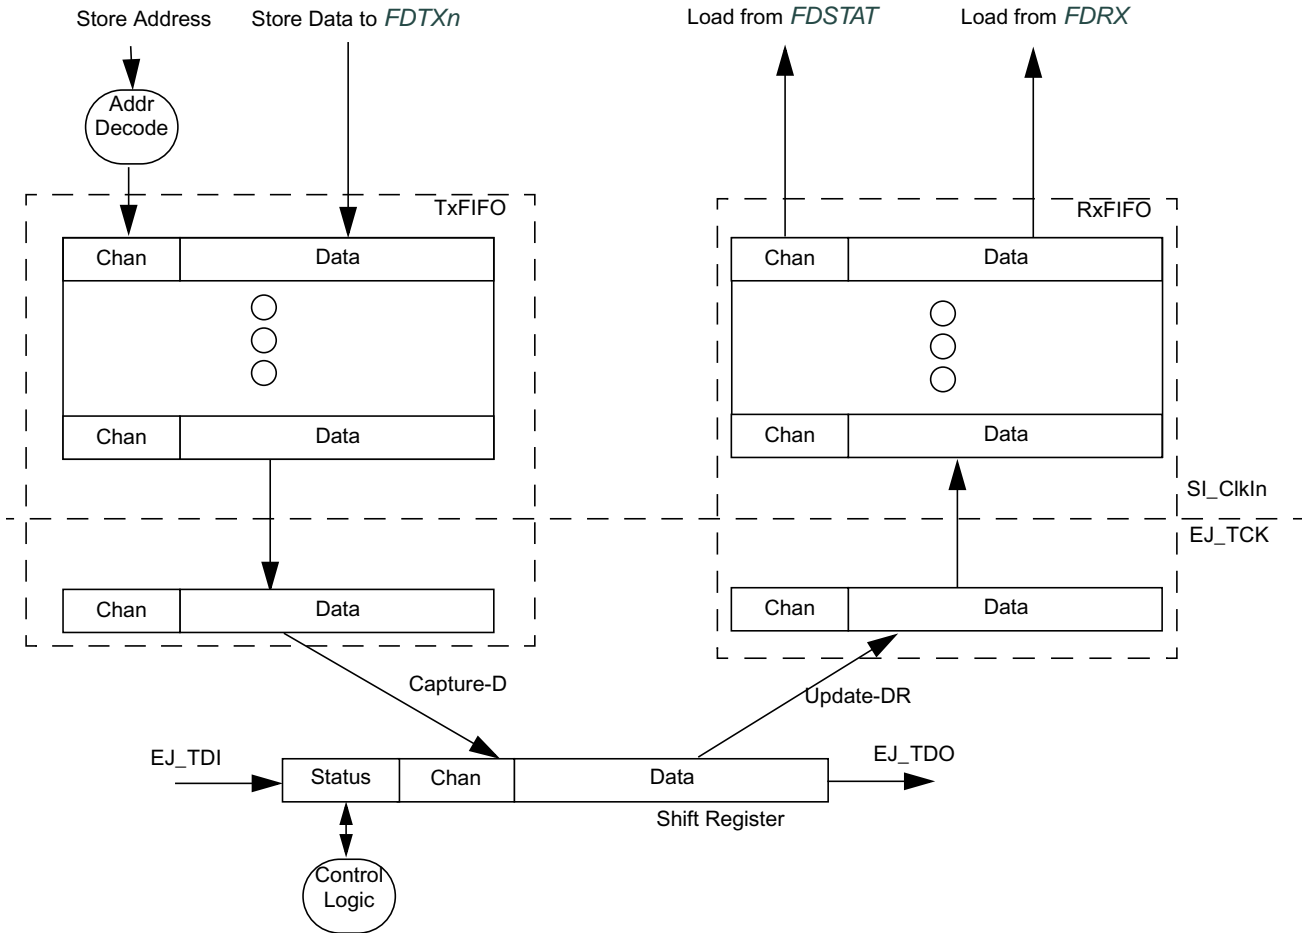 Store Address
Store Data to FDTXn
Load from FDSTAT
Load from FDRX
Addr
Decode
TxFIFO
RxFIFO
Chan
Data
Chan
Data
Chan
Data
Chan
Data
SI_ClkIn
EJ_TCK
Chan
Data
Chan
Data
Capture-D
Update-DR
EJ_TDI
EJ_TDO
Status
Chan
Data
Shift Register
Control
Logic